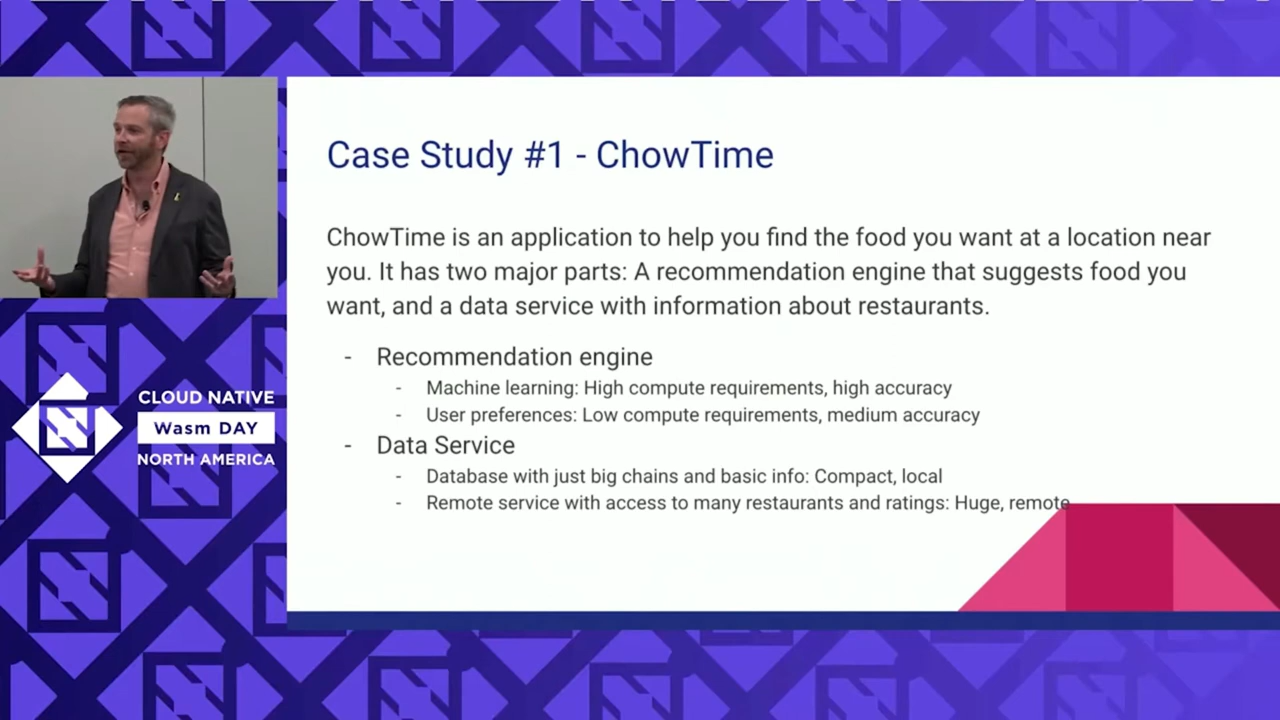 Case Study #1 - ChowTime
ChowTime is an application to help you find the food you want at a location near
you. It has two major parts: A recommendation engine that suggests food you
want, and a data service with information about restaurants.
- Recommendation engine
- Machine learning: High compute requirements, high accuracy
- User preferences: Low compute requirements, medium accuracy
- Data Service
- Database with just big chains and basic info: Compact, local
- Remote service with access to many restaurants and ratings: Huge, remote
CLOUD NATIVE
Wasm DAY
NORTH AMERICA